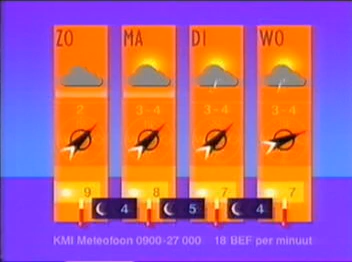 ZO MA DI WO
2 3-4 3-4 3-4
9 8 7 7
4 5 4
KMI Meteofoon 0900-27 000 18 BEF per minuut